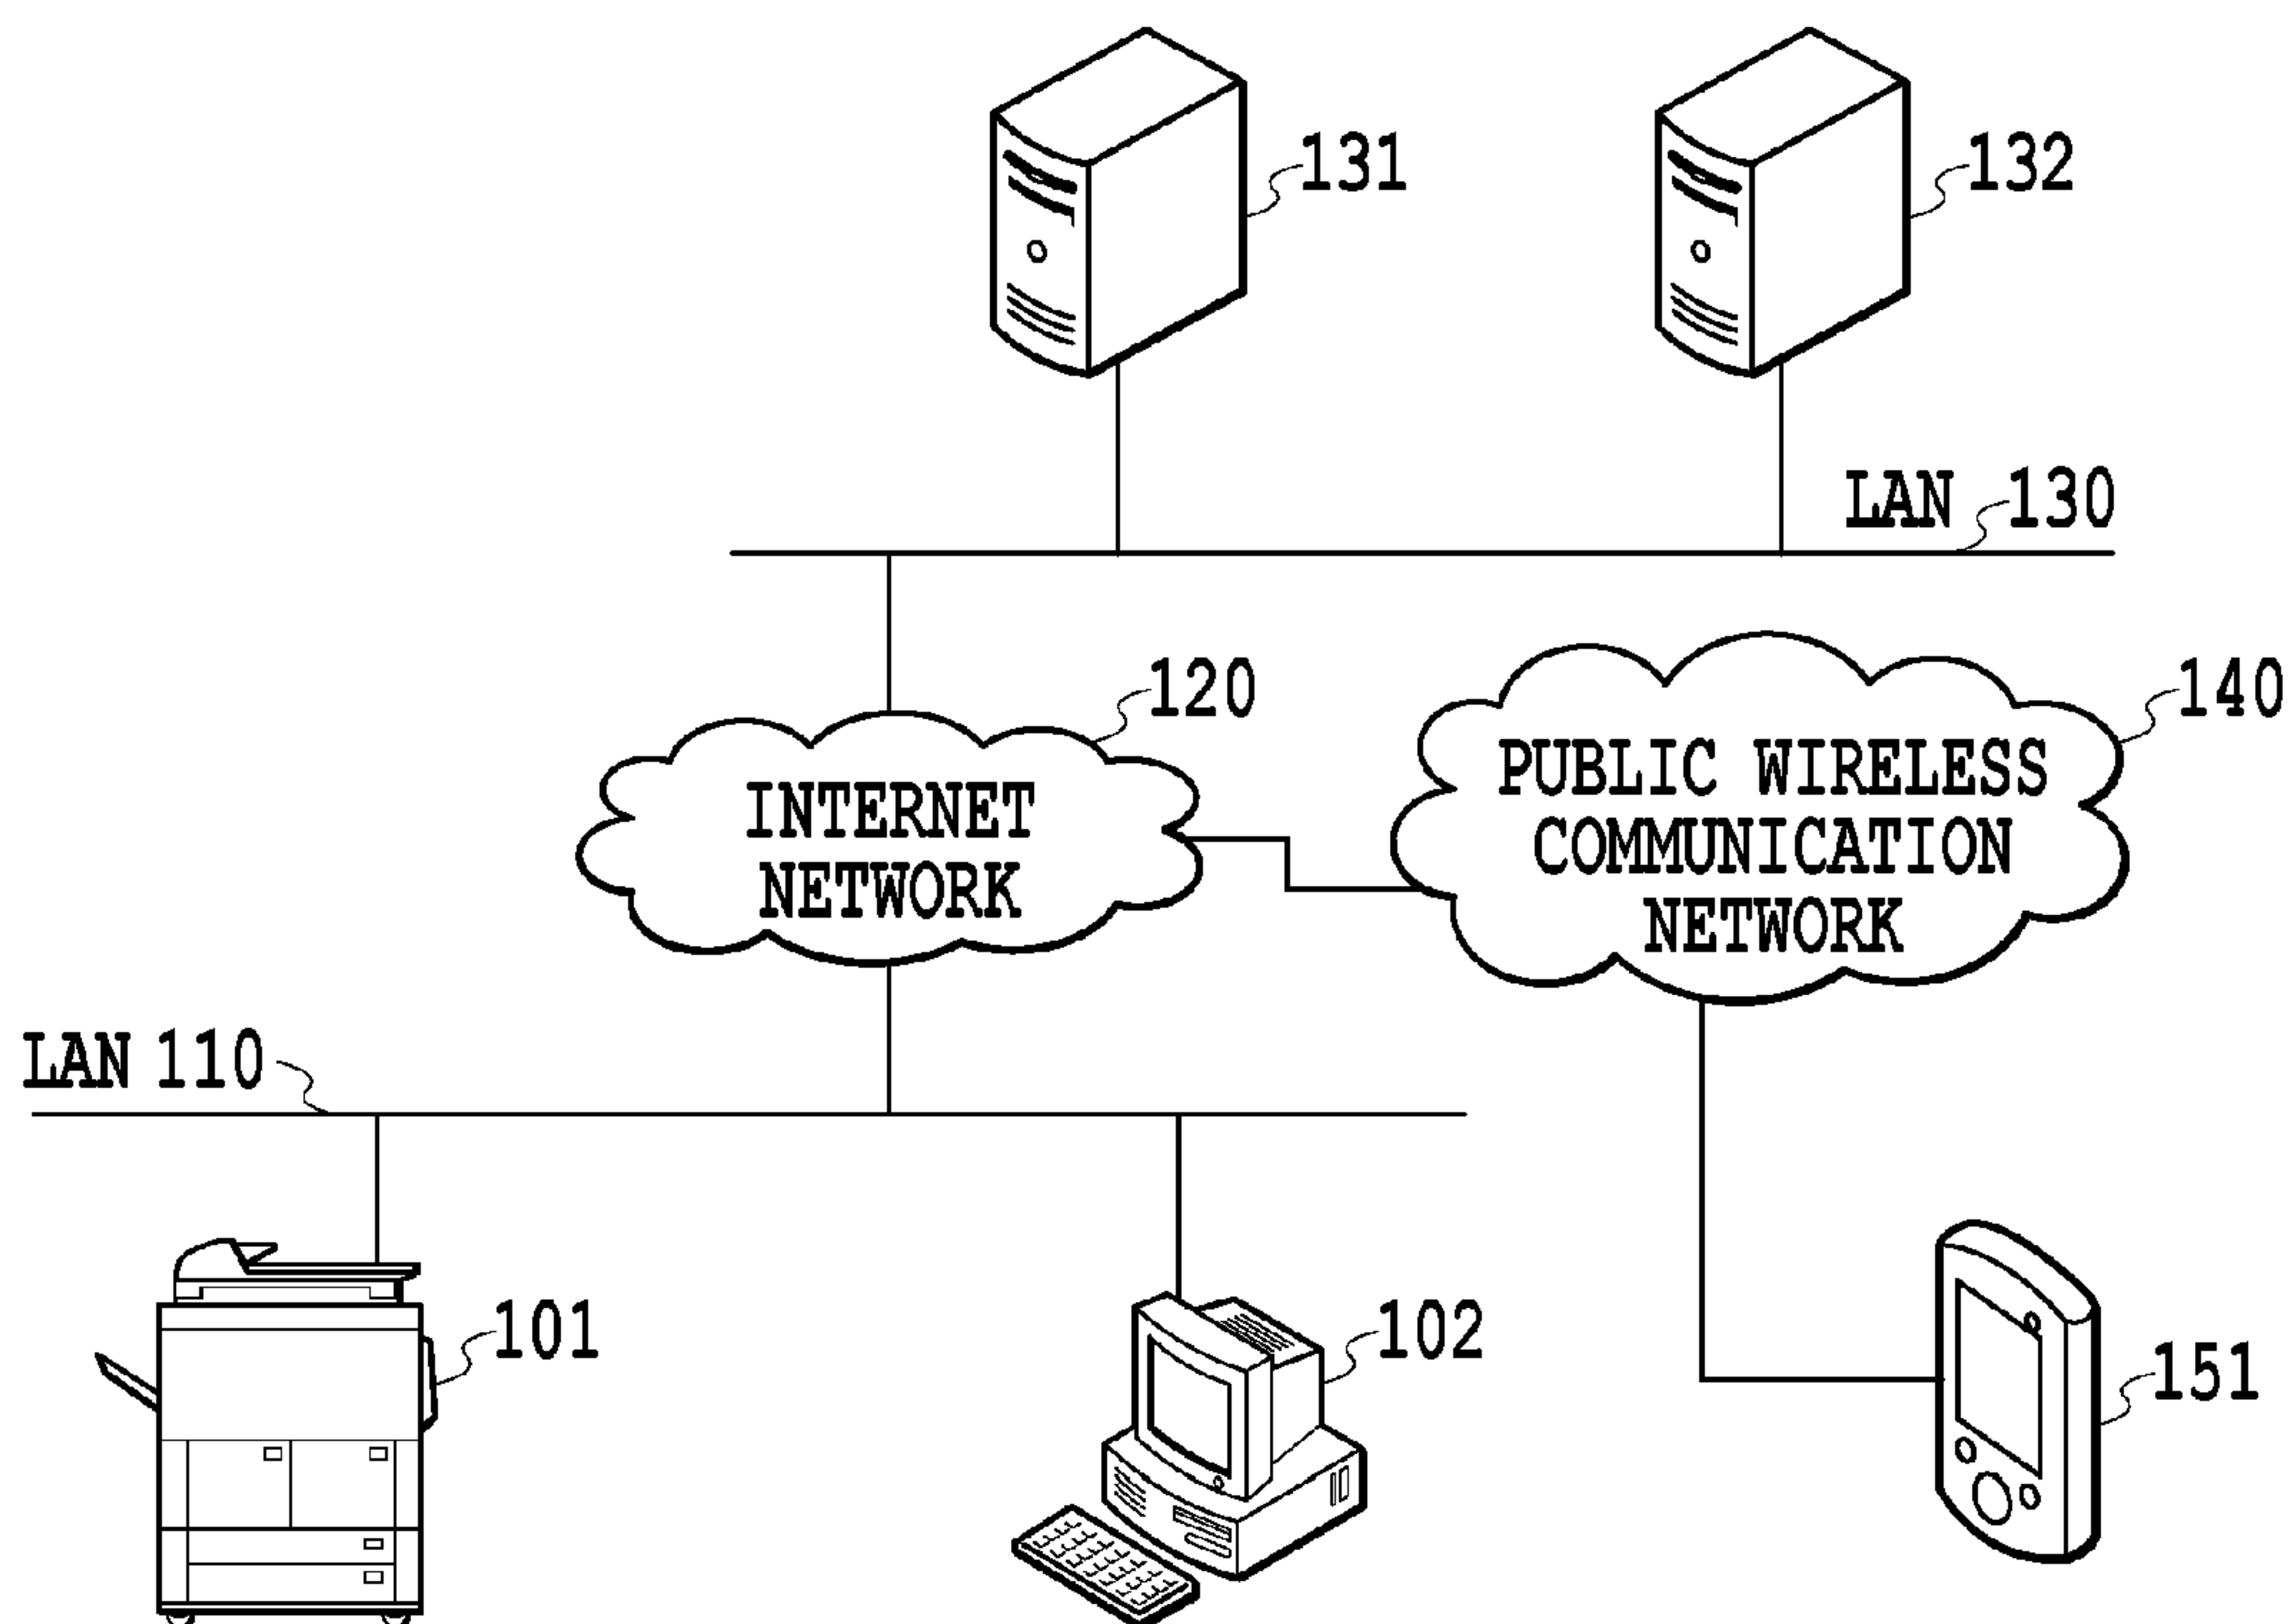 131
132
LAN 130
120
140
INTERNET
NETWORK
PUBLIC WIRELESS
COMMUNICATION
NETWORK
LAN 110
101
102
151